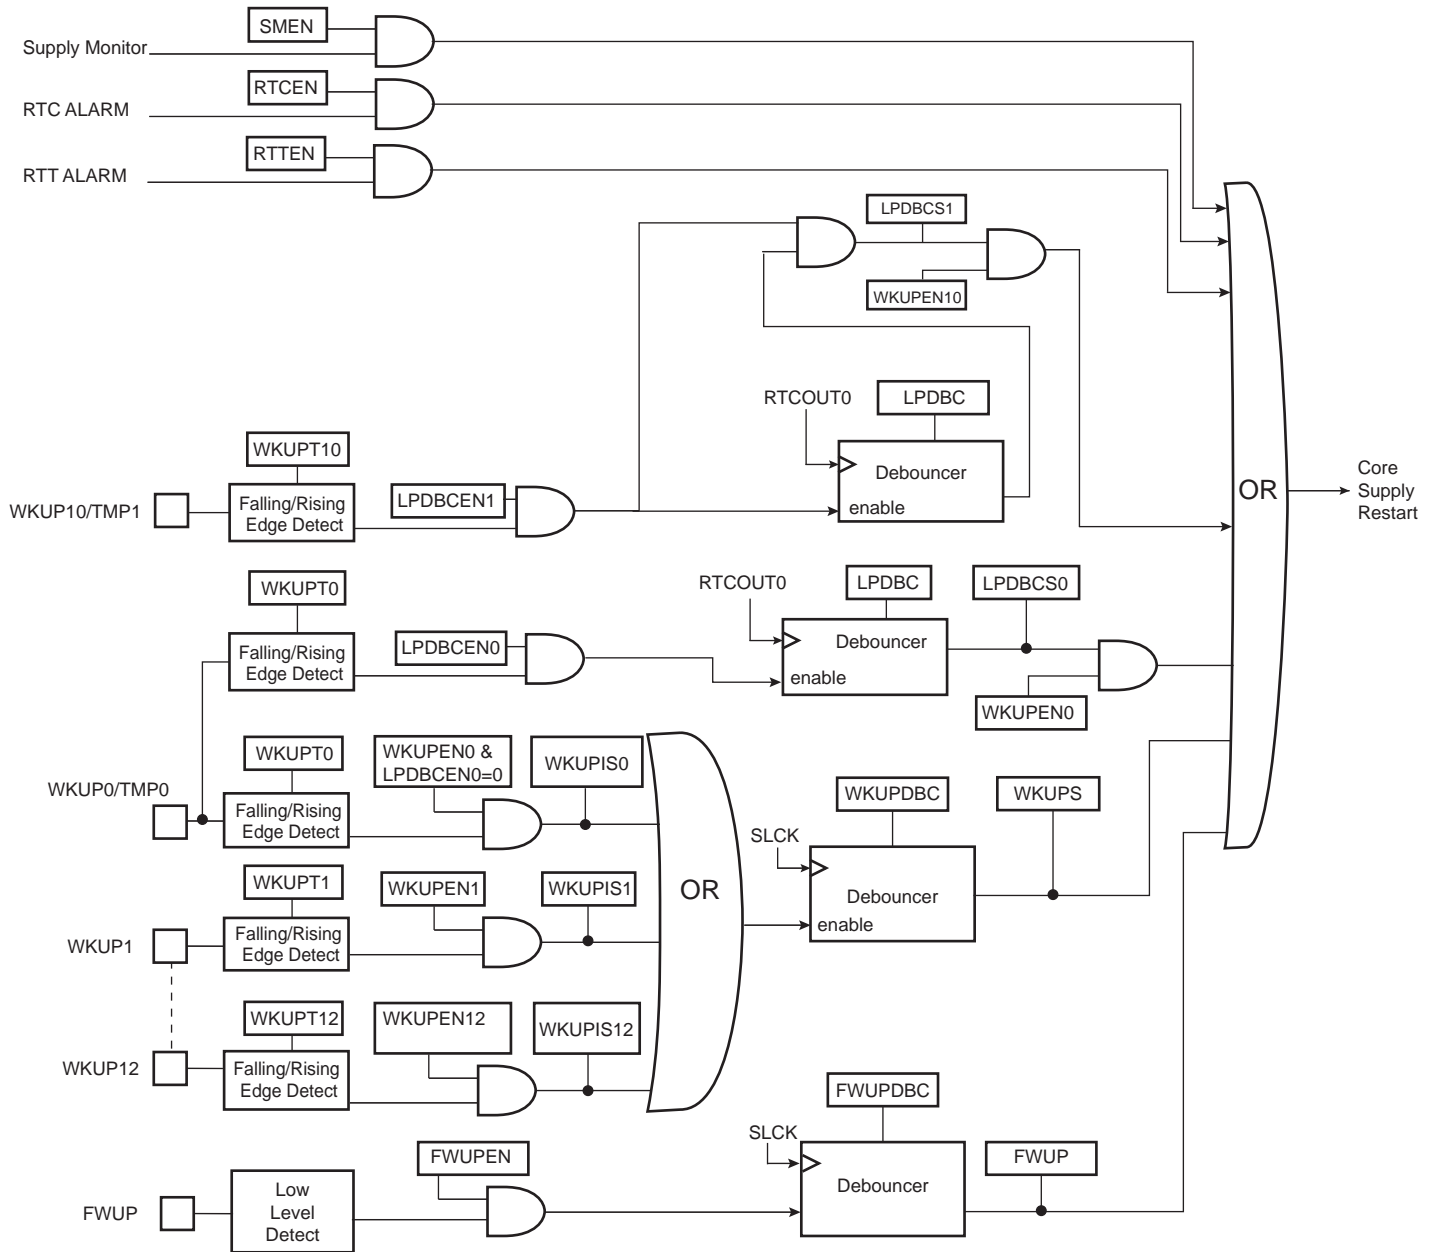 SMEN
Supply Monitor
RTCEN
RTC ALARM
RTTEN
RTT ALARM
LPDBCS1
WKUPEN10
RTCOUT0
LPDBC
WKUPT10
Debouncer
enable
Falling/Rising
Edge Detect
LPDBCEN1
WKUP10/TMP1
OR
Core
Supply
Restart
WKUPT0
RTCOUT0
LPDBC
LPDBCS0
Falling/Rising
Edge Detect
LPDBCEN0
Debouncer
enable
WKUPEN0
WKUPT0
WKUPEN0 &
LPDBCEN0=0
WKUPIS0
WKUP0/TMP0
Falling/Rising
Edge Detect
WKUPDBC
WKUPS
SLCK
WKUPT1
WKUPEN1
WKUPIS1
OR
Debouncer
enable
WKUP1
Falling/Rising
Edge Detect
WKUPT12
WKUPEN12
WKUPIS12
WKUP12
Falling/Rising
Edge Detect
FWUPDBC
SLCK
FWUPEN
FWUP
Debouncer
FWUP
Low
Level
Detect